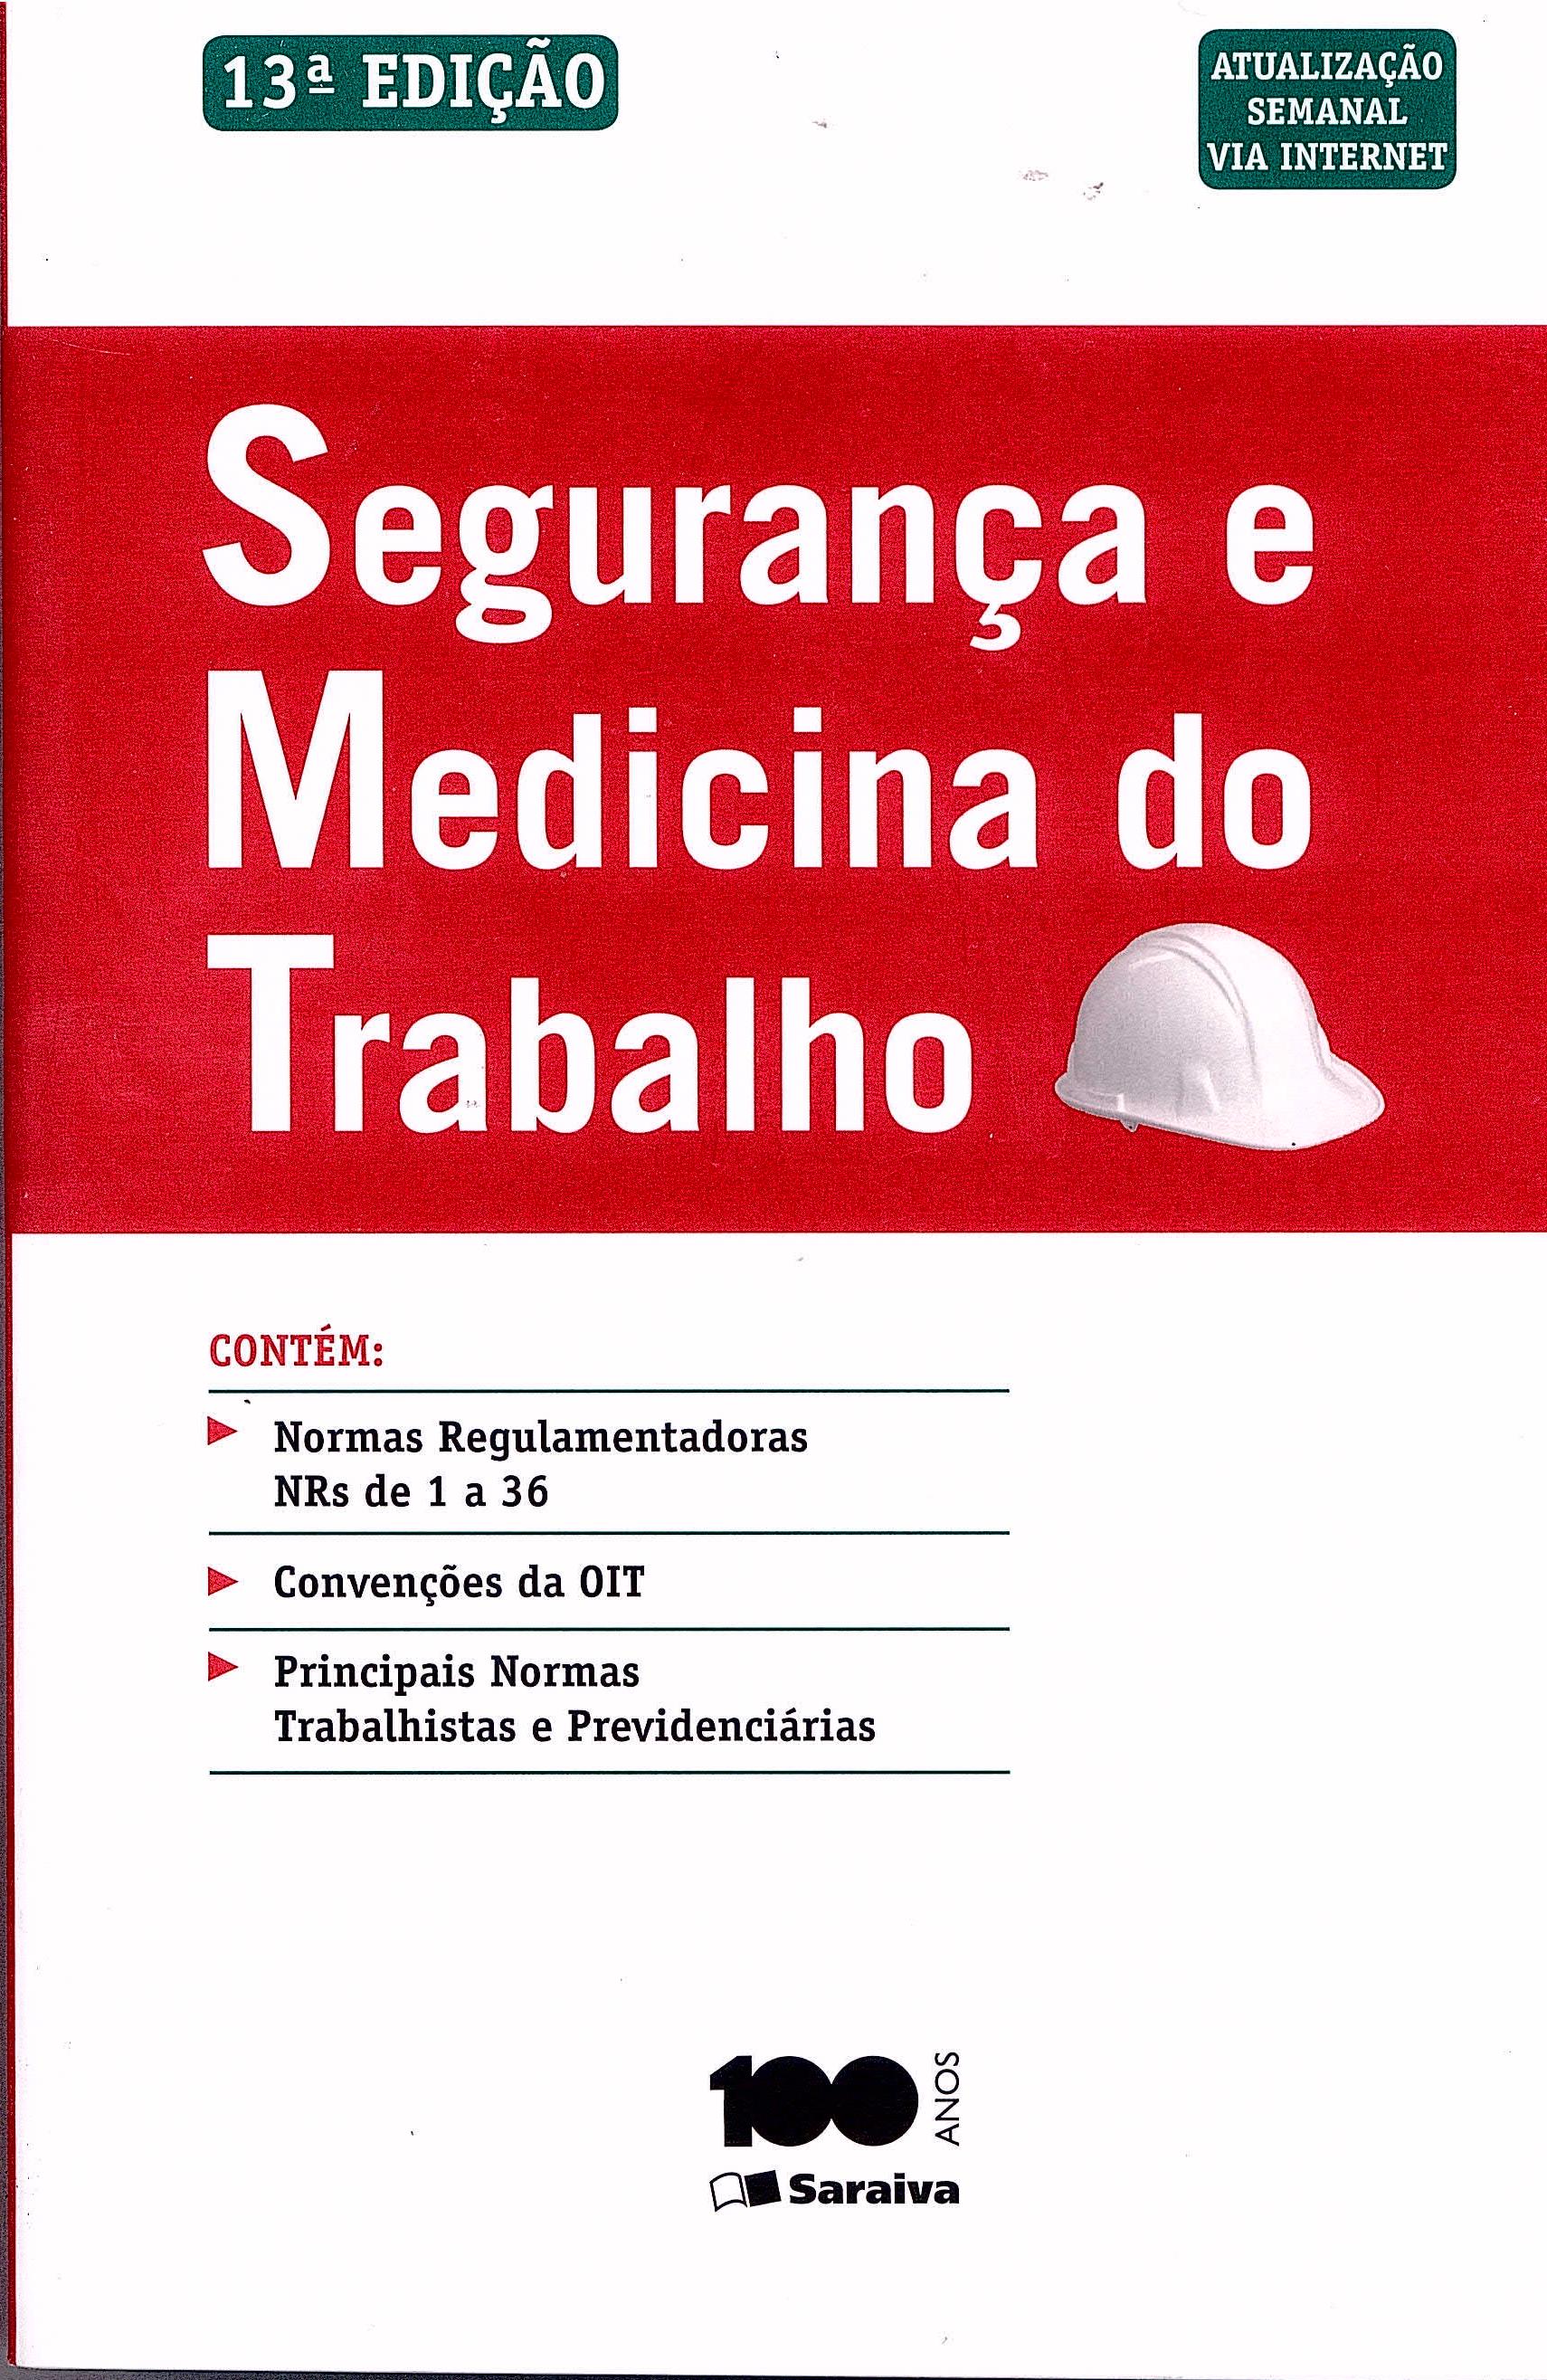 13ª EDIÇÃO
ATUALIZAÇÃO
SEMANAL
VIA INTERNET
Segurança e
Medicina do
Trabalho
CONTÉM:
Normas Regulamentadoras
NRs de 1 a 36
Convenções da OIT
Principais Normas
Trabalhistas e Previdenciárias
100 ANOS
Saraiva